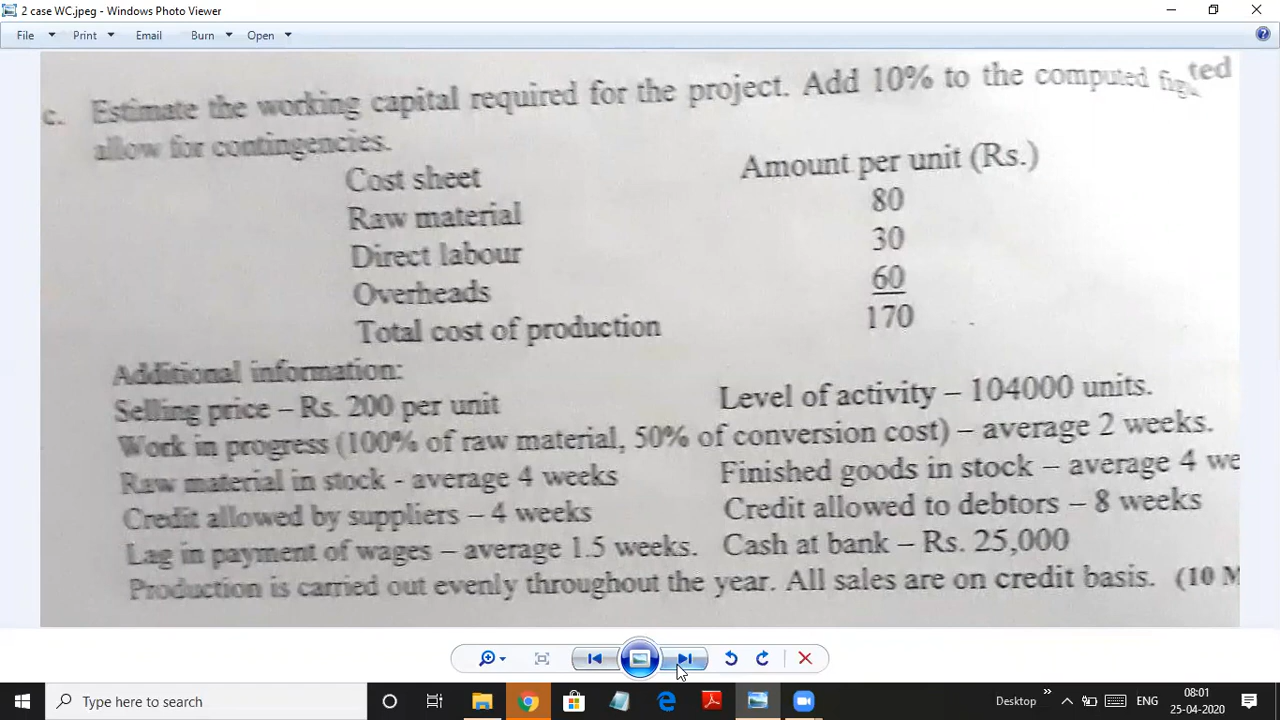 2 case WC.jpeg - Windows Photo Viewer
File Print Email Burn Open
c. Estimate the working capital required for the project. Add 10% to the computed
allow for contingencies.
Cost sheet Amount per unit (Rs.)
Raw material 80
Direct labour 30
Overheads 60
Total cost of production 170
Additional information:
Selling price – Rs. 200 per unit Level of activity – 104000 units.
Work in progress (100% of raw material, 50% of conversion cost) – average 2 weeks.
Raw material in stock - average 4 weeks Finished goods in stock – average 4 we
Credit allowed by suppliers – 4 weeks Credit allowed to debtors – 8 weeks
Lag in payment of wages – average 1.5 weeks. Cash at bank – Rs. 25,000
Production is carried out evenly throughout the year. All sales are on credit basis. (10 M
Type here to search Desktop ENG 08:01
25-04-2020